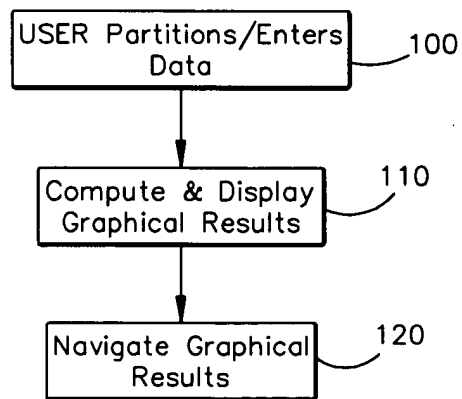 USER Partitions/Enters
Data
100
Compute & Display
Graphical Results
110
Navigate Graphical
Results
120